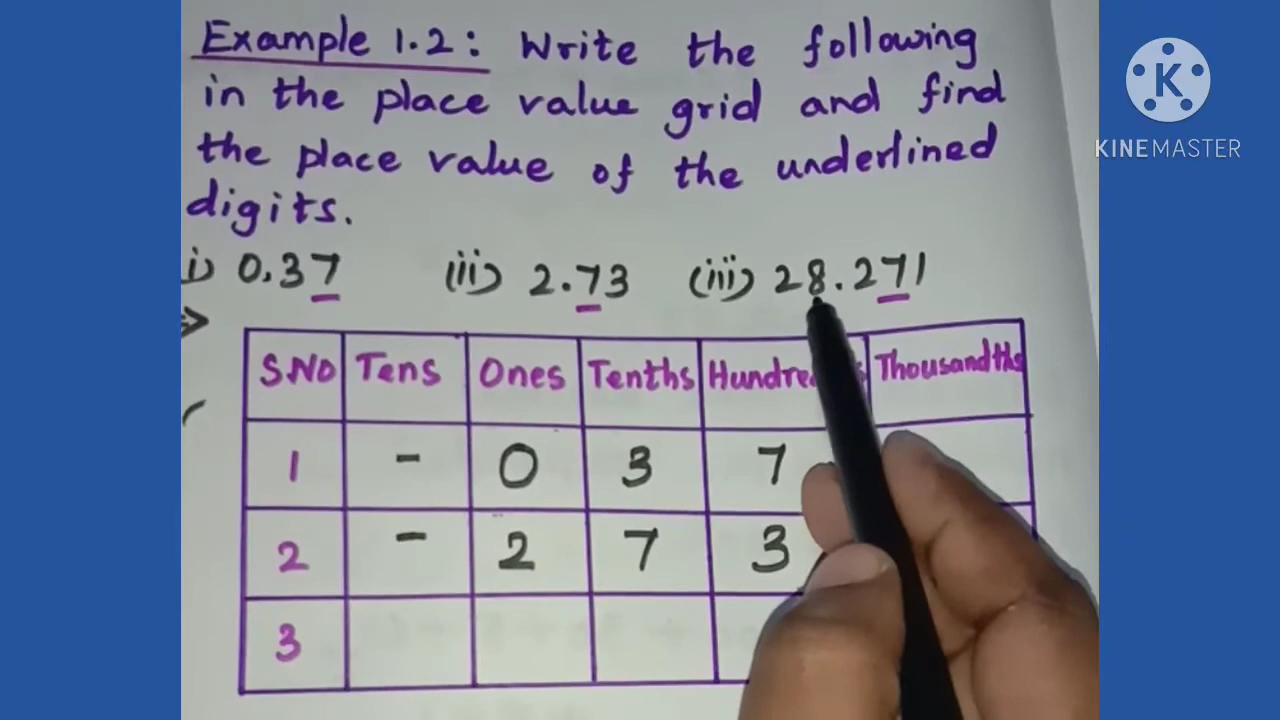 Example 1.2: Write the following
in the place value grid and find
the place value of the underlined
digits.
i) 0.37 (ii) 2.73 (iii) 28.271
S.NO Tens Ones Tenths Thousandths
1 - 0 3 7
2 - 2 7 3
3
K
KINEMASTER